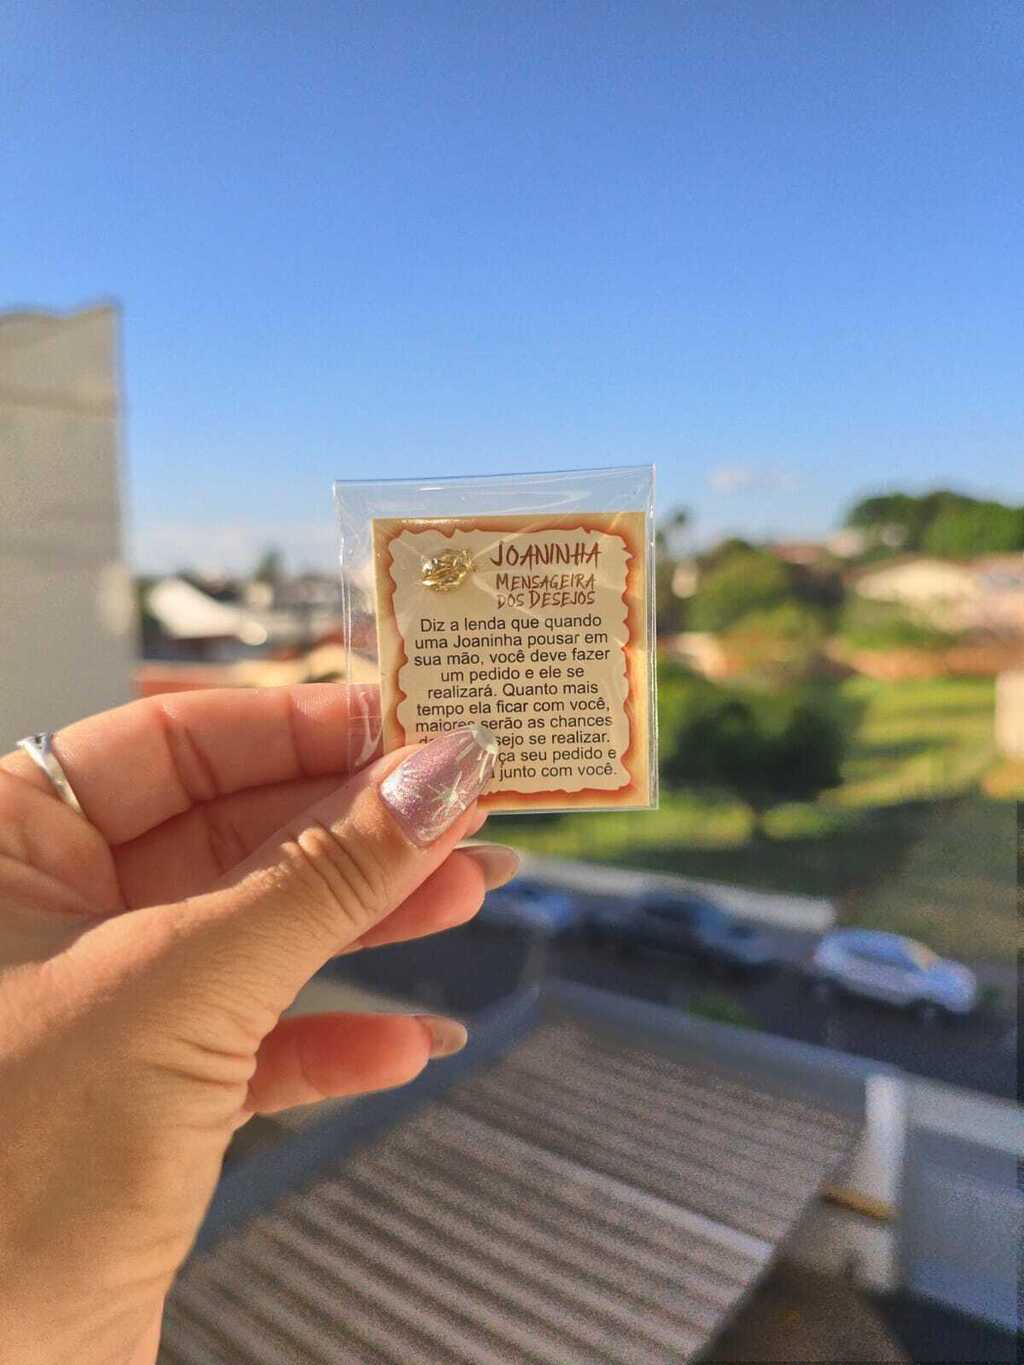 JOANINHA
MENSAGEIRA
DOS DESEJOS
Diz a lenda que quando
uma Joaninha pousar em
sua mão, você deve fazer
um pedido e ele se
realizará. Quanto mais
tempo ela ficar com você,
maiores serão as chances
se realizar.
seu pedido e
junto com você.